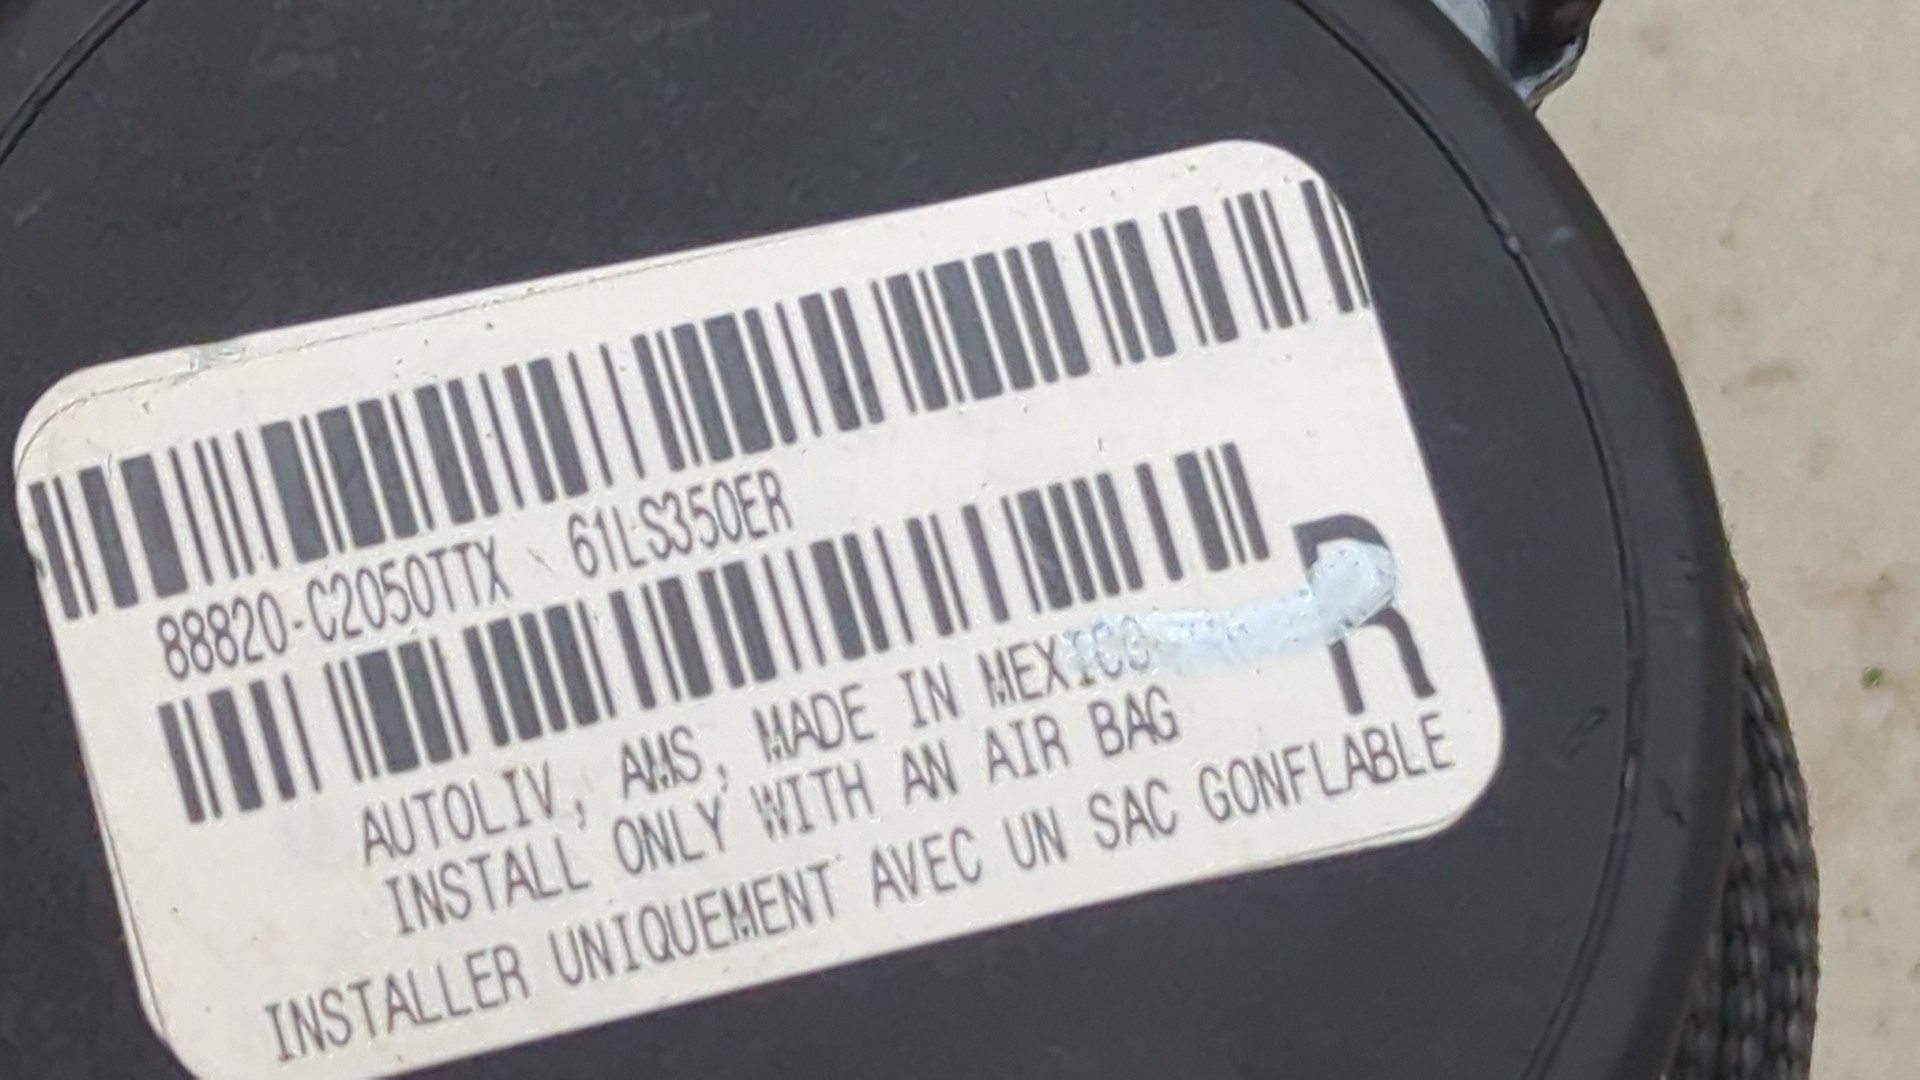 88820-C2050TTX 61LS350ER
AUTOLIV, AMS, MADE IN MEXICO
INSTALL ONLY WITH AN AIR BAG
INSTALLER UNIQUEMENT AVEC UN SAC GONFLABLE
R